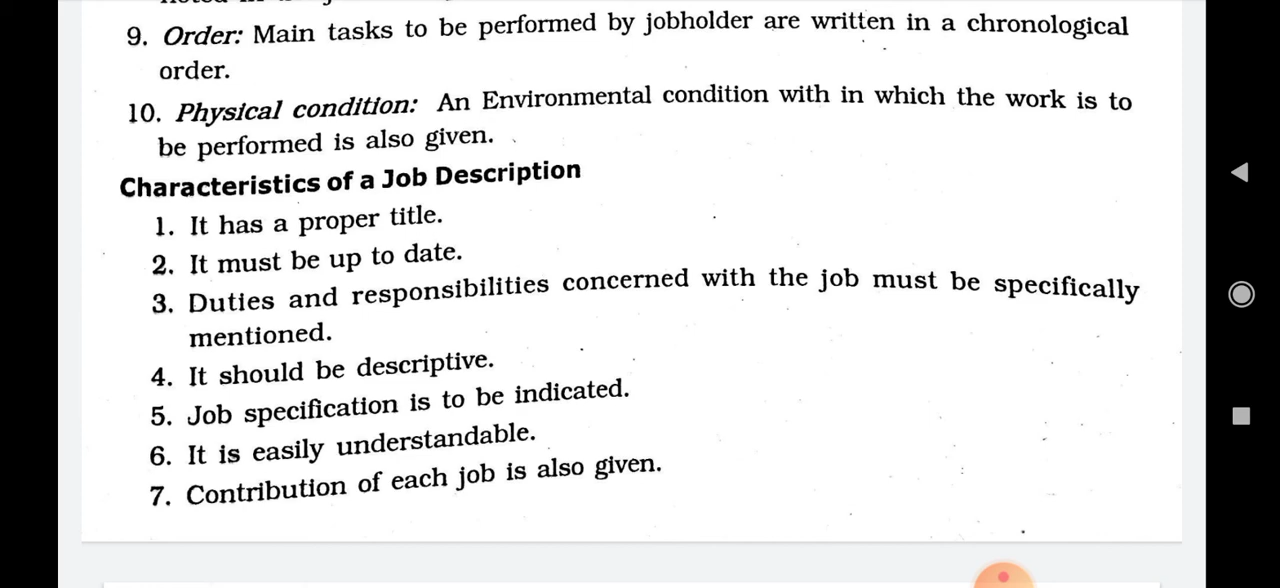 9. Order: Main tasks to be performed by jobholder are written in a chronological
order.
10. Physical condition: An Environmental condition with in which the work is to
be performed is also given.
Characteristics of a Job Description
1. It has a proper title.
2. It must be up to date.
3. Duties and responsibilities concerned with the job must be specifically
mentioned.
4. It should be descriptive.
5. Job specification is to be indicated.
6. It is easily understandable.
7. Contribution of each job is also given.